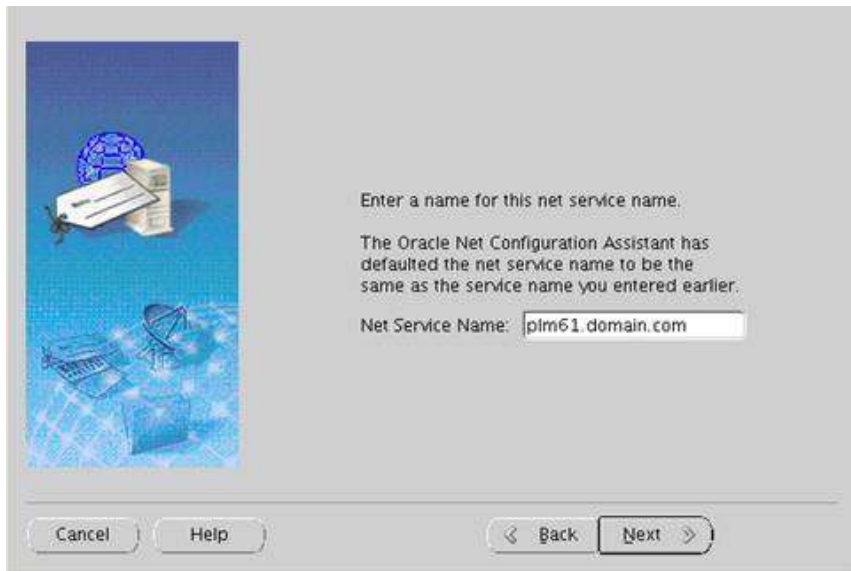 Enter a name for this net service name.
The Oracle Net Configuration Assistant has
defaulted the net service name to be the
same as the service name you entered earlier.
Net Service Name: plm61.domain.com
Cancel Help Back Next